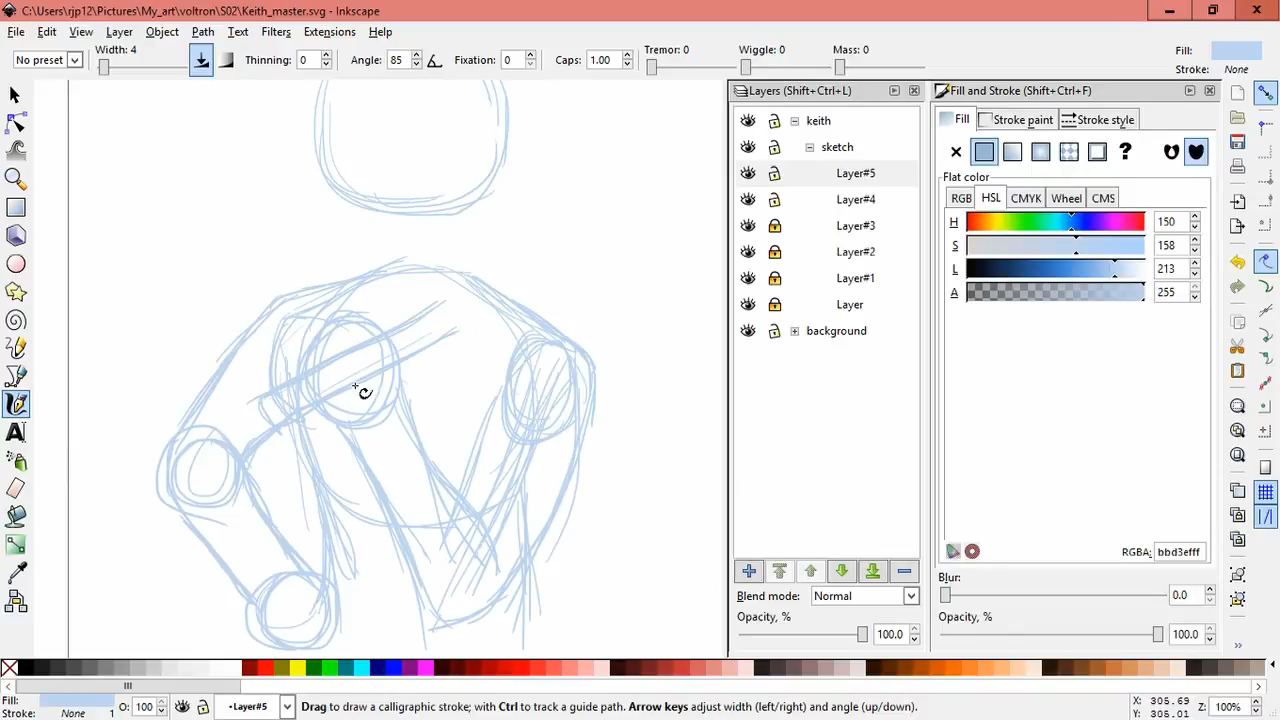 C:\Users\rjp12\Pictures\My_art\voltron\S02\Keith_master.svg - Inkscape
File Edit View Layer Object Path Text Filters Extensions Help
No preset Width: 4 Thinning: 0 Angle: 85 Fixation: 0 Caps: 1.00 Tremor: 0 Wiggle: 0 Mass: 0 Fill:
Stroke: None
Layers (Shift+Ctrl+L) Fill and Stroke (Shift+Ctrl+F)
keith
sketch
Layer#5
Layer#4
Layer#3
Layer#2
Layer#1
Layer
background
Fill Stroke paint Stroke style
?
Flat color
RGB HSL CMYK Wheel CMS
H 150
S 158
L 213
A 255
RGBA: bbd3efff
Blend mode: Normal
Opacity, % 100.0
Blur:
0.0
Opacity, %
100.0
Fill:
Stroke: None 1 O: 100 •Layer#5 Drag to draw a calligraphic stroke; with Ctrl to track a guide path. Arrow keys adjust width (left/right) and angle (up/down). X: 305.69
Y: 305.01 Z: 100%